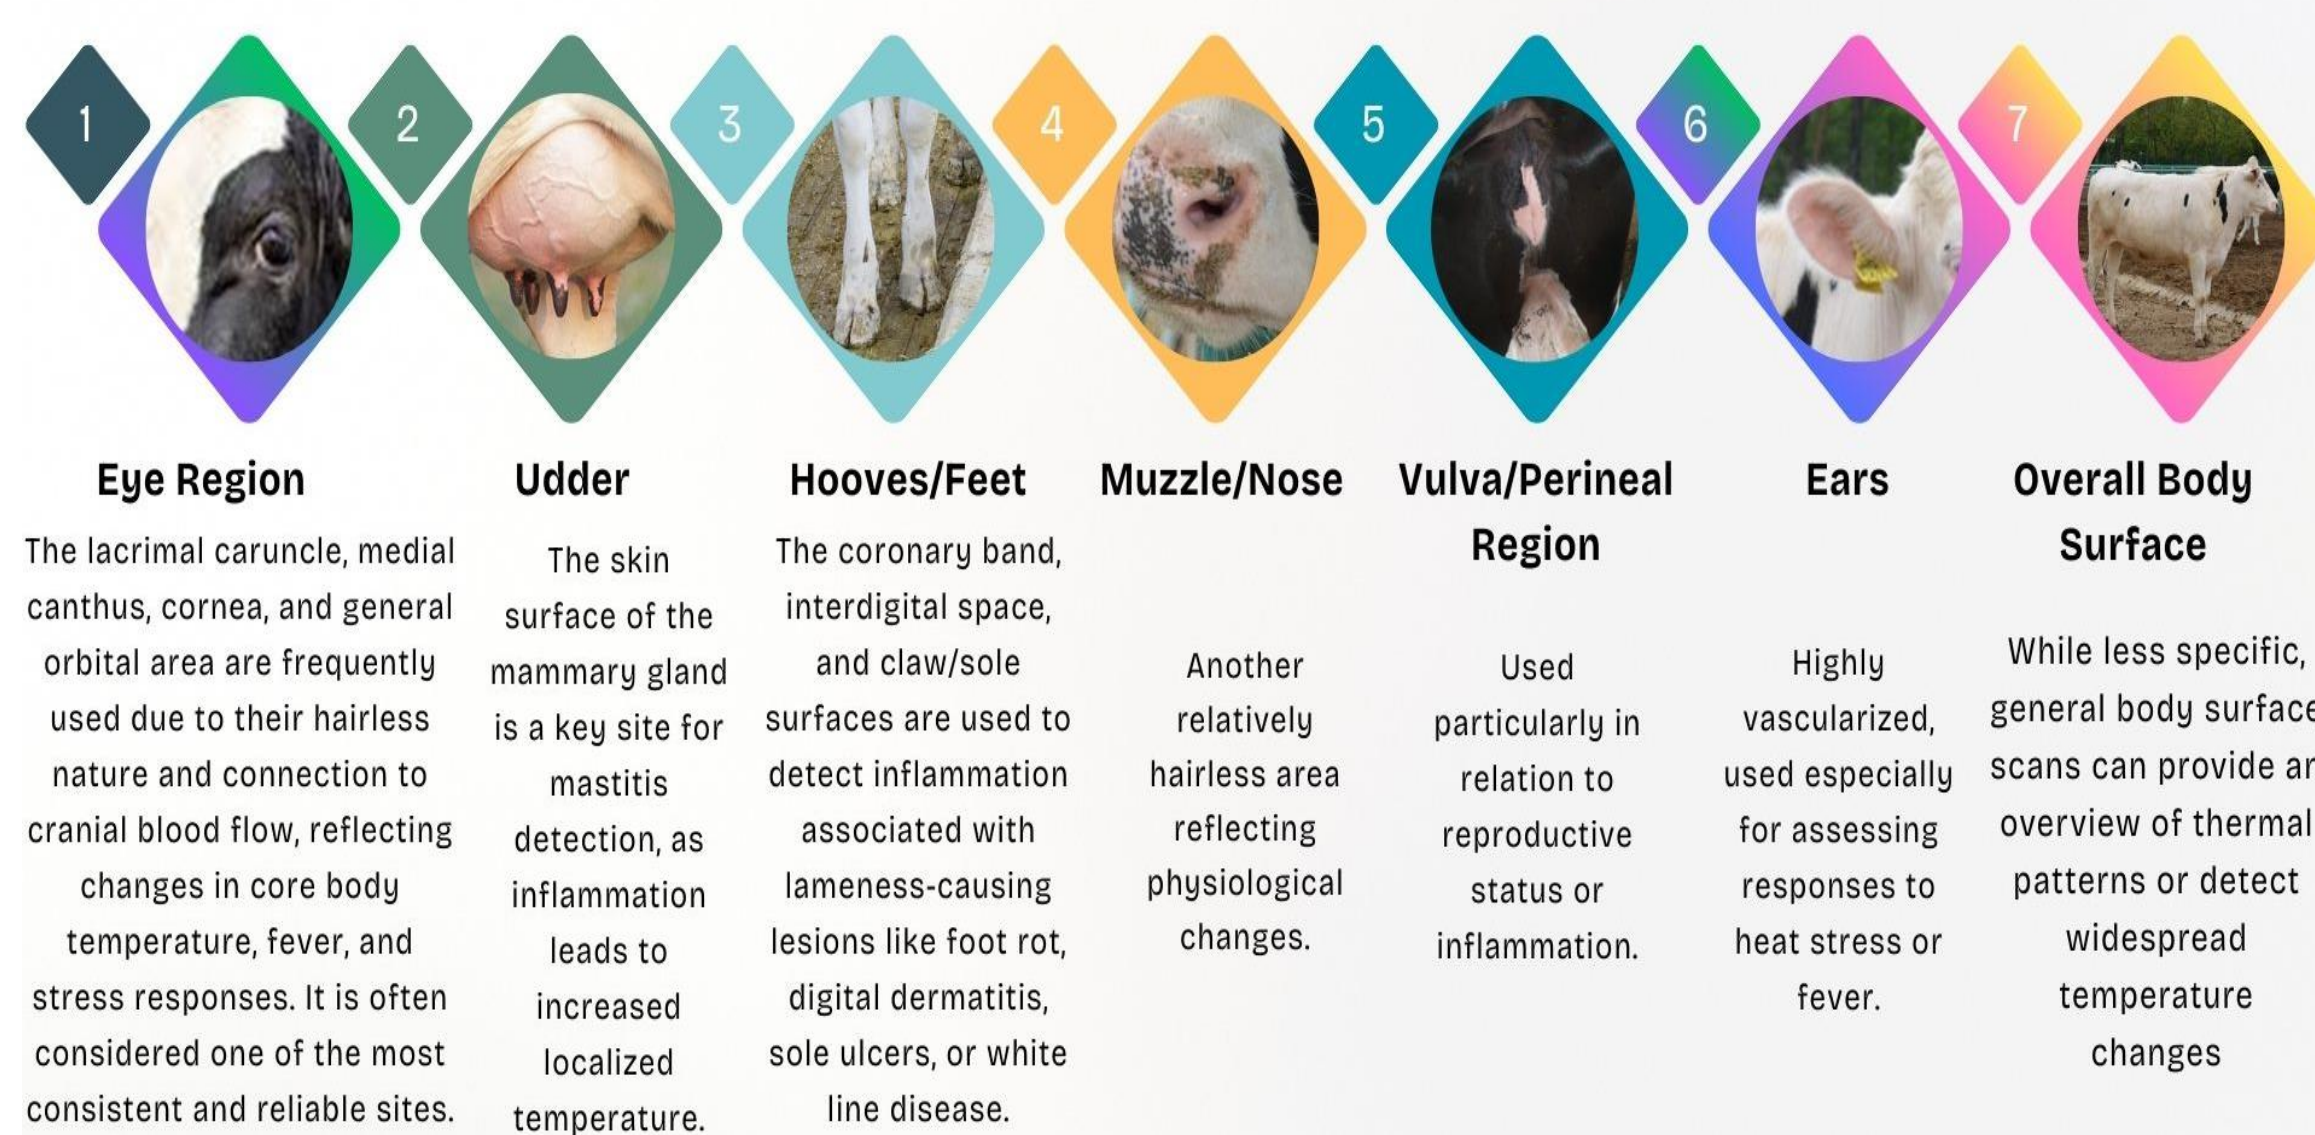 1
2
3
4
5
6
7
Eye Region
The lacrimal caruncle, medial
canthus, cornea, and general
orbital area are frequently
used due to their hairless
nature and connection to
cranial blood flow, reflecting
changes in core body
temperature, fever, and
stress responses. It is often
considered one of the most
consistent and reliable sites.
Udder
The skin
surface of the
mammary gland
is a key site for
mastitis
detection, as
inflammation
leads to
increased
localized
temperature.
Hooves/Feet
The coronary band,
interdigital space,
and claw/sole
surfaces are used to
detect inflammation
associated with
lameness-causing
lesions like foot rot,
digital dermatitis,
sole ulcers, or white
line disease.
Muzzle/Nose
Another
relatively
hairless area
reflecting
physiological
changes.
Vulva/Perineal
Region
Used
particularly in
relation to
reproductive
status or
inflammation.
Ears
Highly
vascularized,
used especially
for assessing
responses to
heat stress or
fever.
Overall Body
Surface
While less specific,
general body surface
scans can provide an
overview of thermal
patterns or detect
widespread
temperature
changes